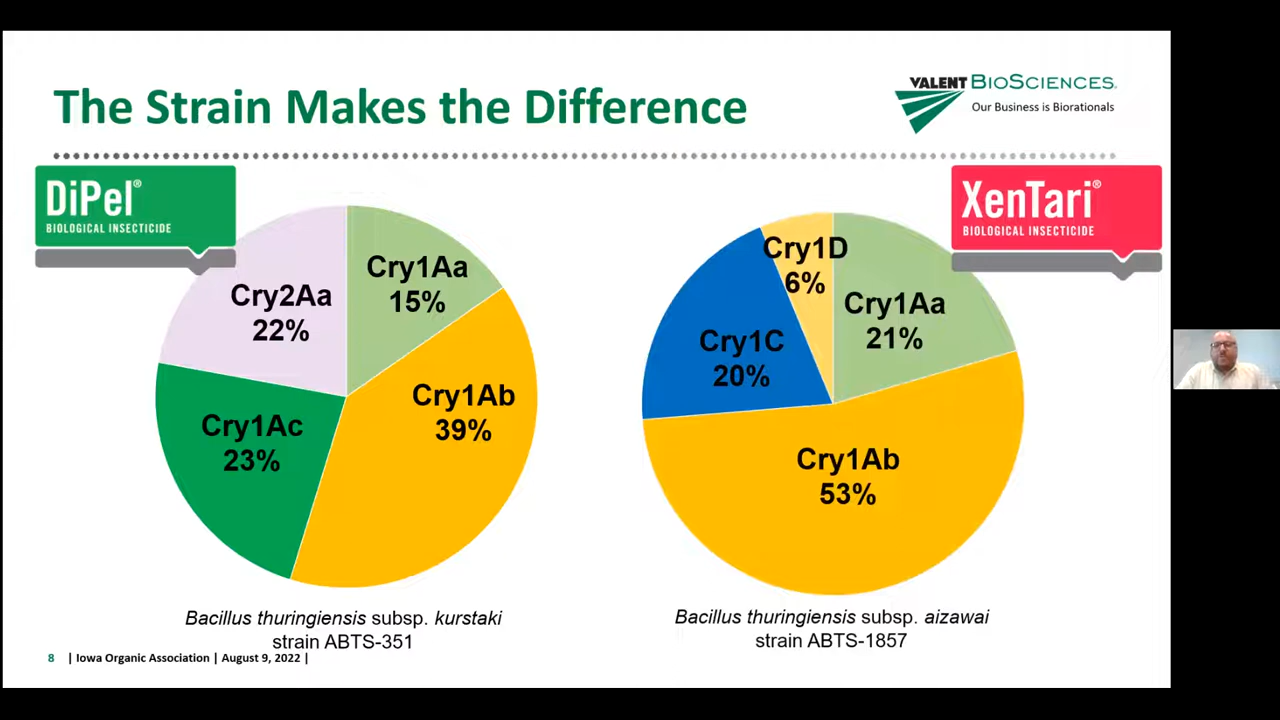 The Strain Makes the Difference
VALENT BIOSCIENCES®
Our Business is Biorationals
DiPel®
BIOLOGICAL INSECTICIDE
Cry1Aa
15%
Cry1Ab
39%
Cry1Ac
23%
Cry2Aa
22%
Bacillus thuringiensis subsp. kurstaki
strain ABTS-351
XenTari®
BIOLOGICAL INSECTICIDE
Cry1Aa
21%
Cry1Ab
53%
Cry1C
20%
Cry1D
6%
Bacillus thuringiensis subsp. aizawai
strain ABTS-1857
8 | Iowa Organic Association | August 9, 2022 |